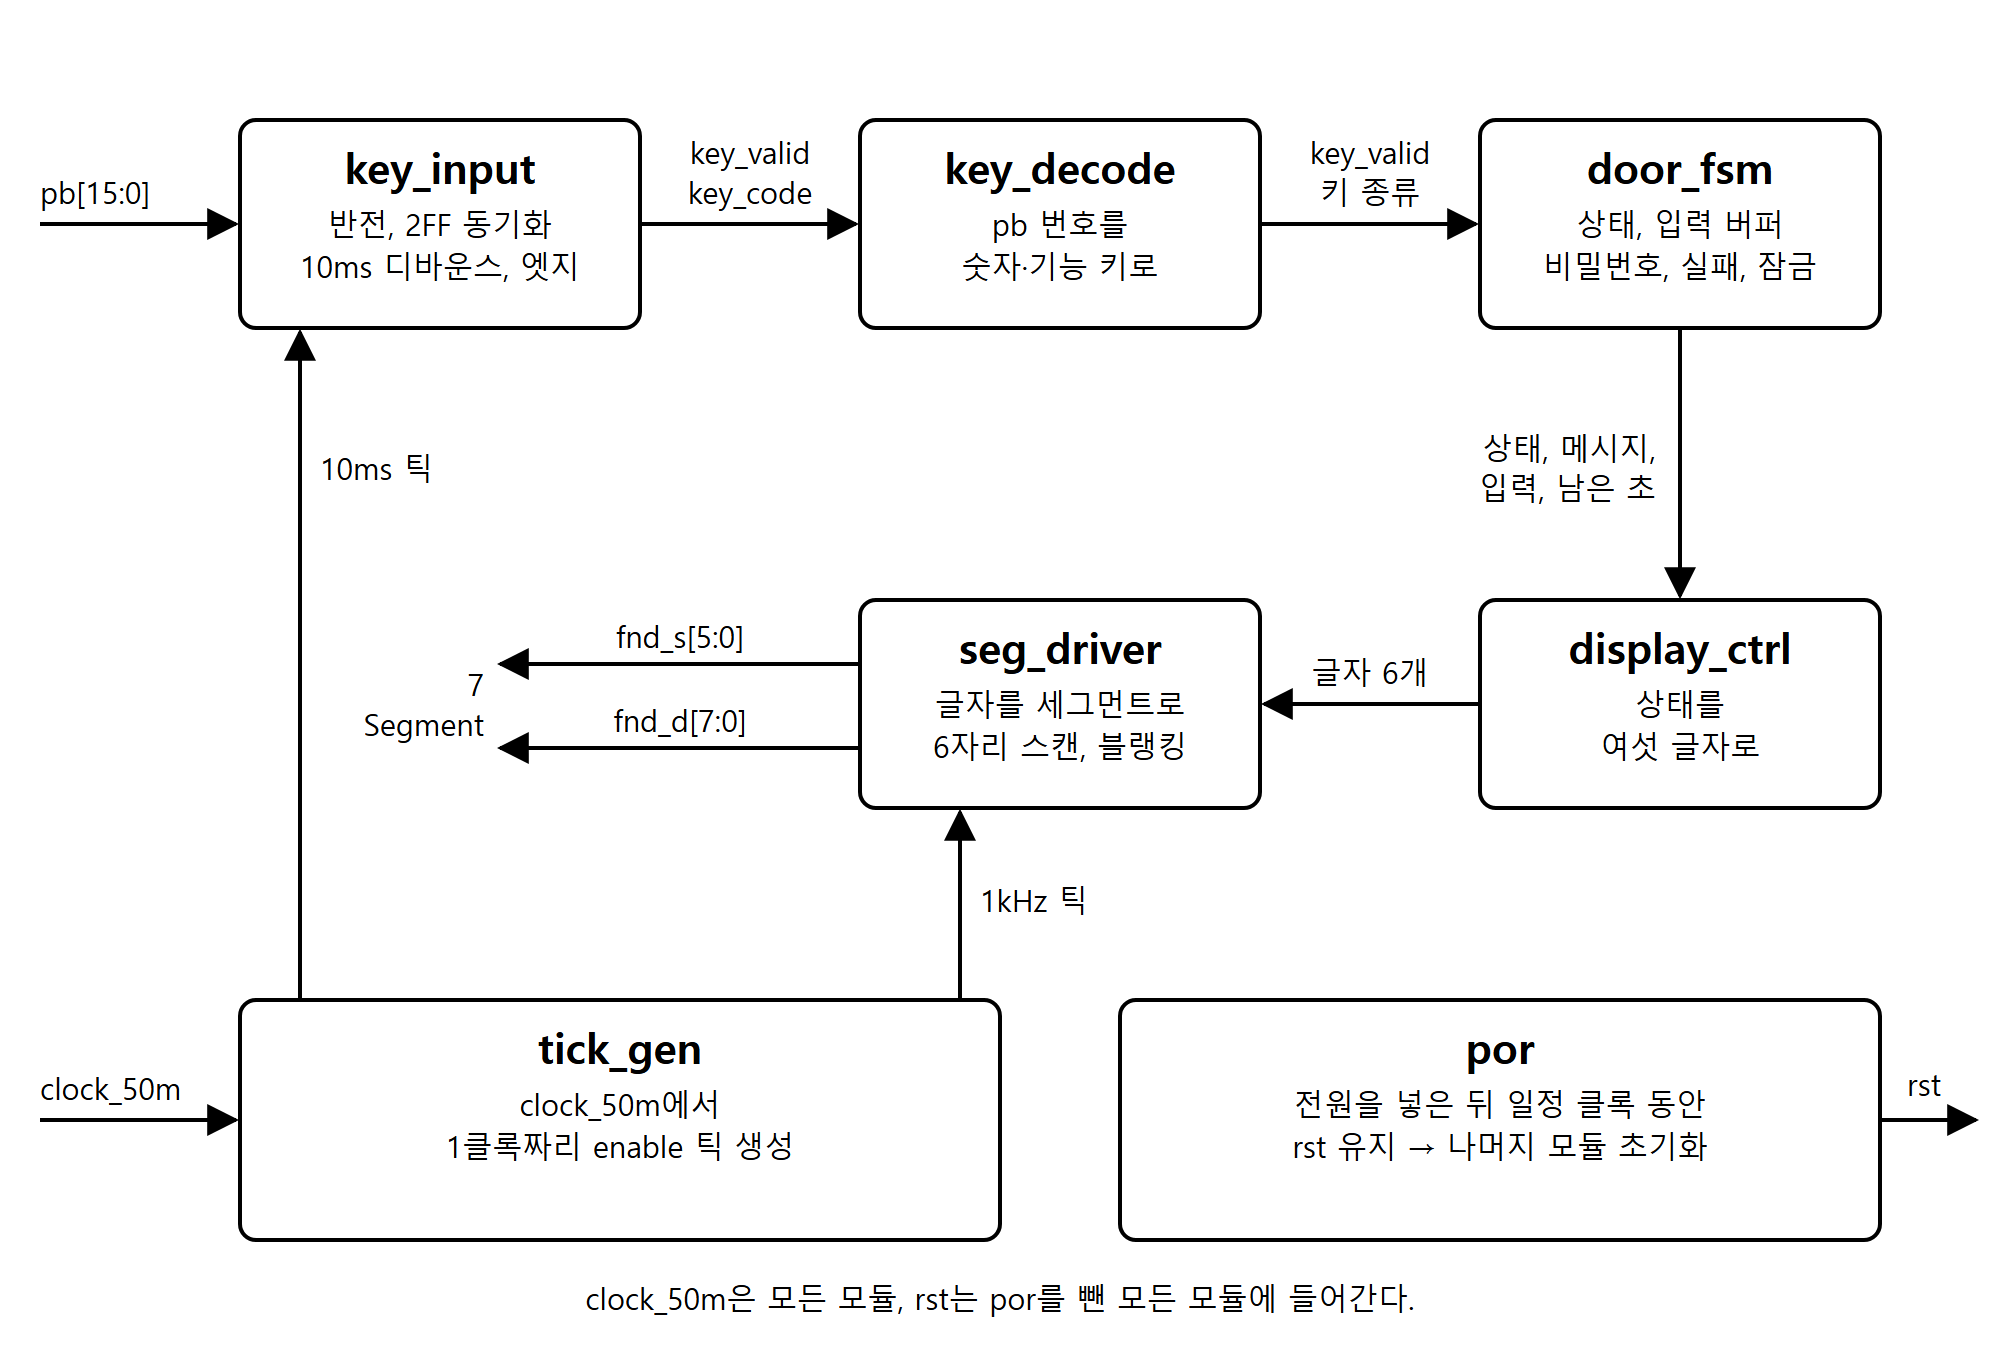 pb[15:0]
key_input
반전, 2FF 동기화
10ms 디바운스, 엣지
key_valid
key_code
key_decode
pb 번호를
숫자·기능 키로
key_valid
키 종류
door_fsm
상태, 입력 버퍼
비밀번호, 실패, 잠금
10ms 틱
상태, 메시지,
입력, 남은 초
7
Segment
fnd_s[5:0]
fnd_d[7:0]
seg_driver
글자를 세그먼트로
6자리 스캔, 블랭킹
글자 6개
display_ctrl
상태를
여섯 글자로
1kHz 틱
clock_50m
tick_gen
clock_50m에서
1클록짜리 enable 틱 생성
por
전원을 넣은 뒤 일정 클록 동안
rst 유지 → 나머지 모듈 초기화
rst
clock_50m은 모든 모듈, rst는 por를 뺀 모든 모듈에 들어간다.